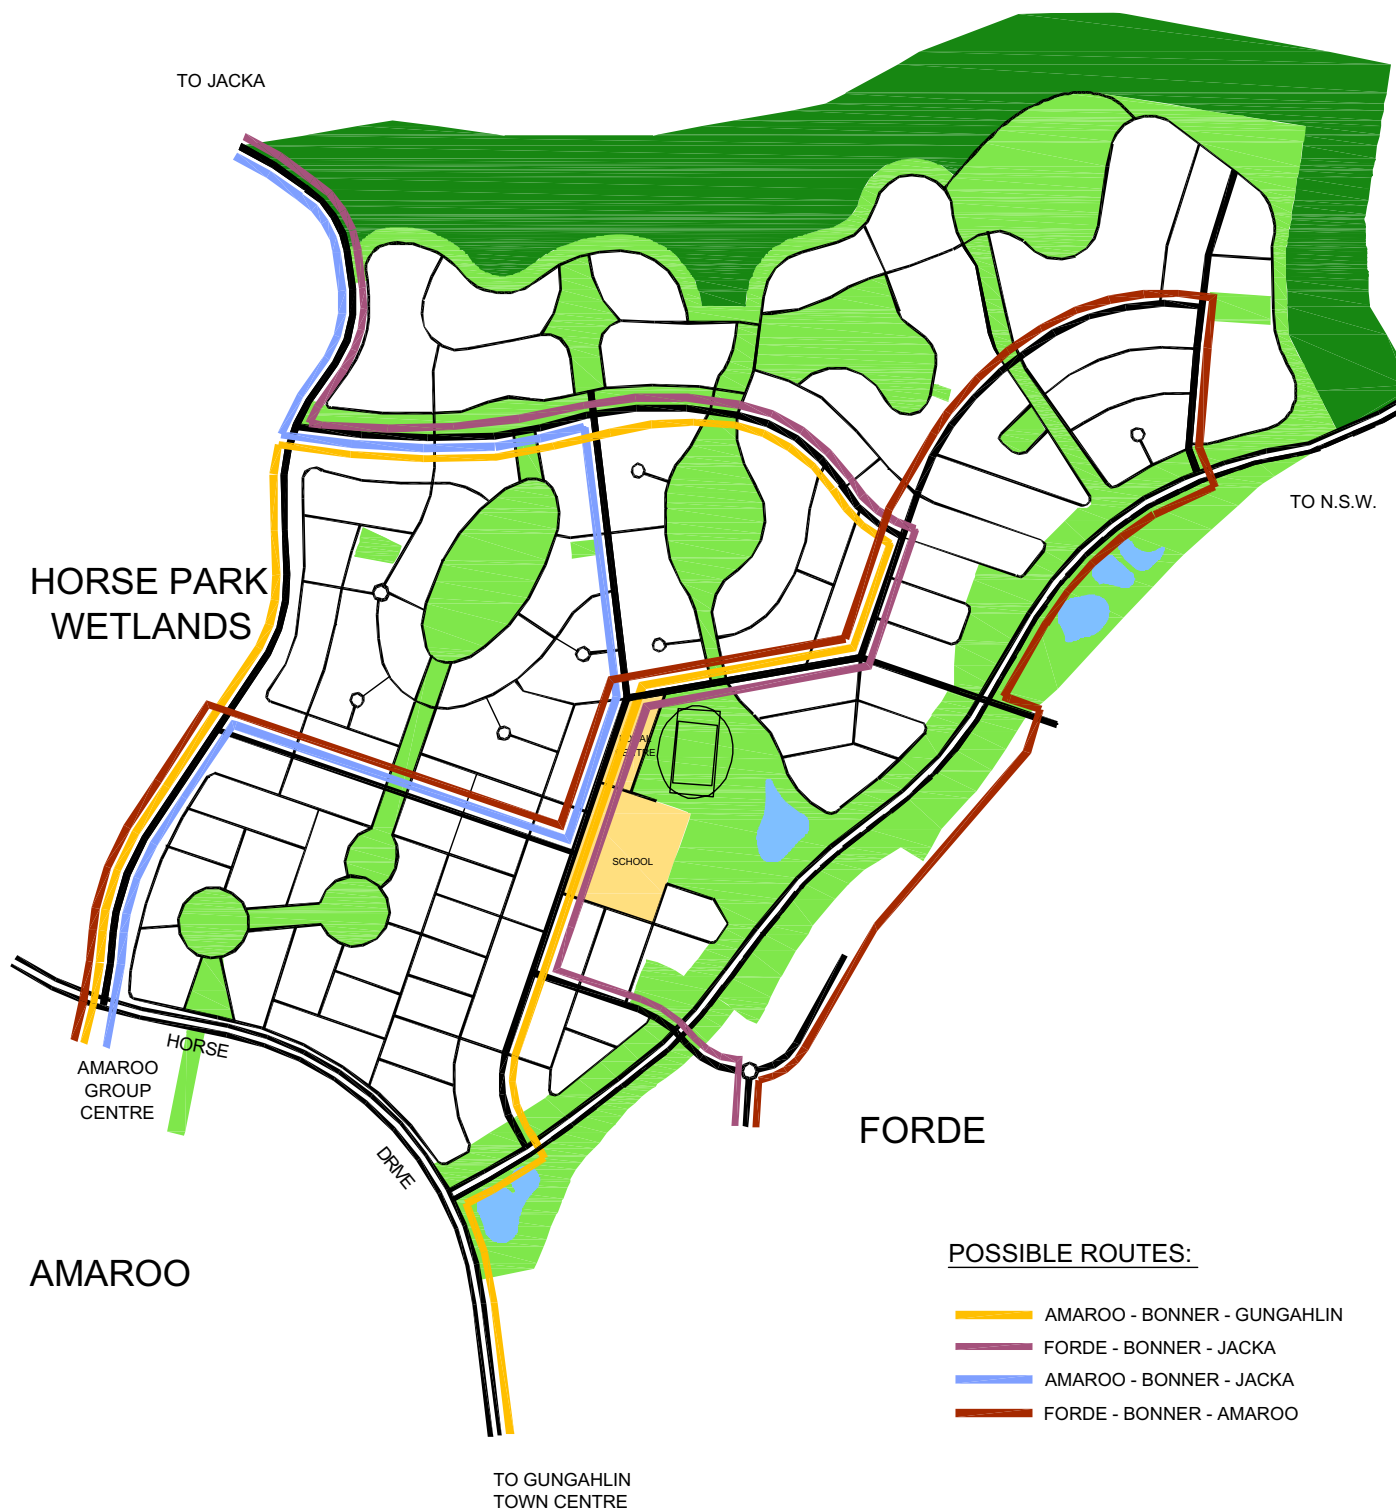 TO JACKA
TO N.S.W.
HORSE PARK
WETLANDS
CENTRE
SCHOOL
HORSE
AMAROO
GROUP
CENTRE
DRIVE
FORDE
AMAROO
POSSIBLE ROUTES:
AMAROO - BONNER - GUNGAHLIN
FORDE - BONNER - JACKA
AMAROO - BONNER - JACKA
FORDE - BONNER - AMAROO
TO GUNGAHLIN
TOWN CENTRE